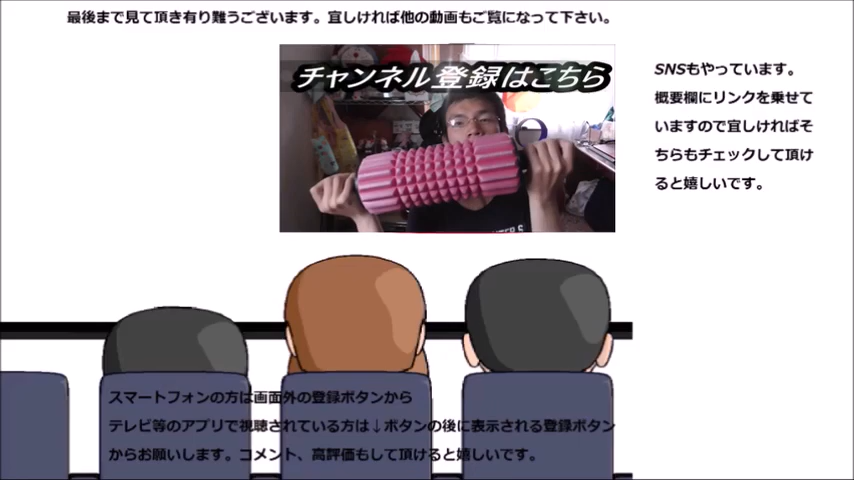 最後まで見て頂き有り難うございます。宜しければ他の動画もご覧になって下さい。
チャンネル登録はこちら
SNSもやっています。
概要欄にリンクを乗せて
いますので宜しければそ
ちらもチェックして頂け
ると嬉しいです。
スマートフォンの方は画面外の登録ボタンから
テレビ等のアプリで視聴されている方は↓ボタンの後に表示される登録ボタン
からお願いします。コメント、高評価もして頂けると嬉しいです。